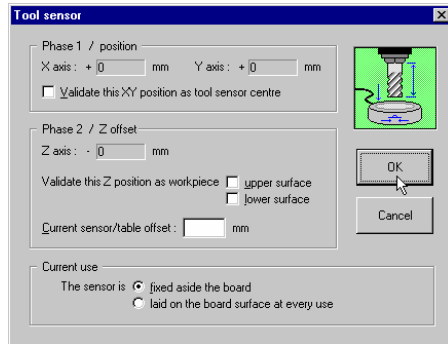 Tool sensor
Phase 1 / position
X axis : + 0 mm Y axis : + 0 mm
Validate this XY position as tool sensor centre
Phase 2 / Z offset
Z axis : - 0 mm
Validate this Z position as workpiece upper surface
lower surface
Current sensor/table offset : mm
OK
Cancel
Current use
The sensor is fixed aside the board
laid on the board surface at every use